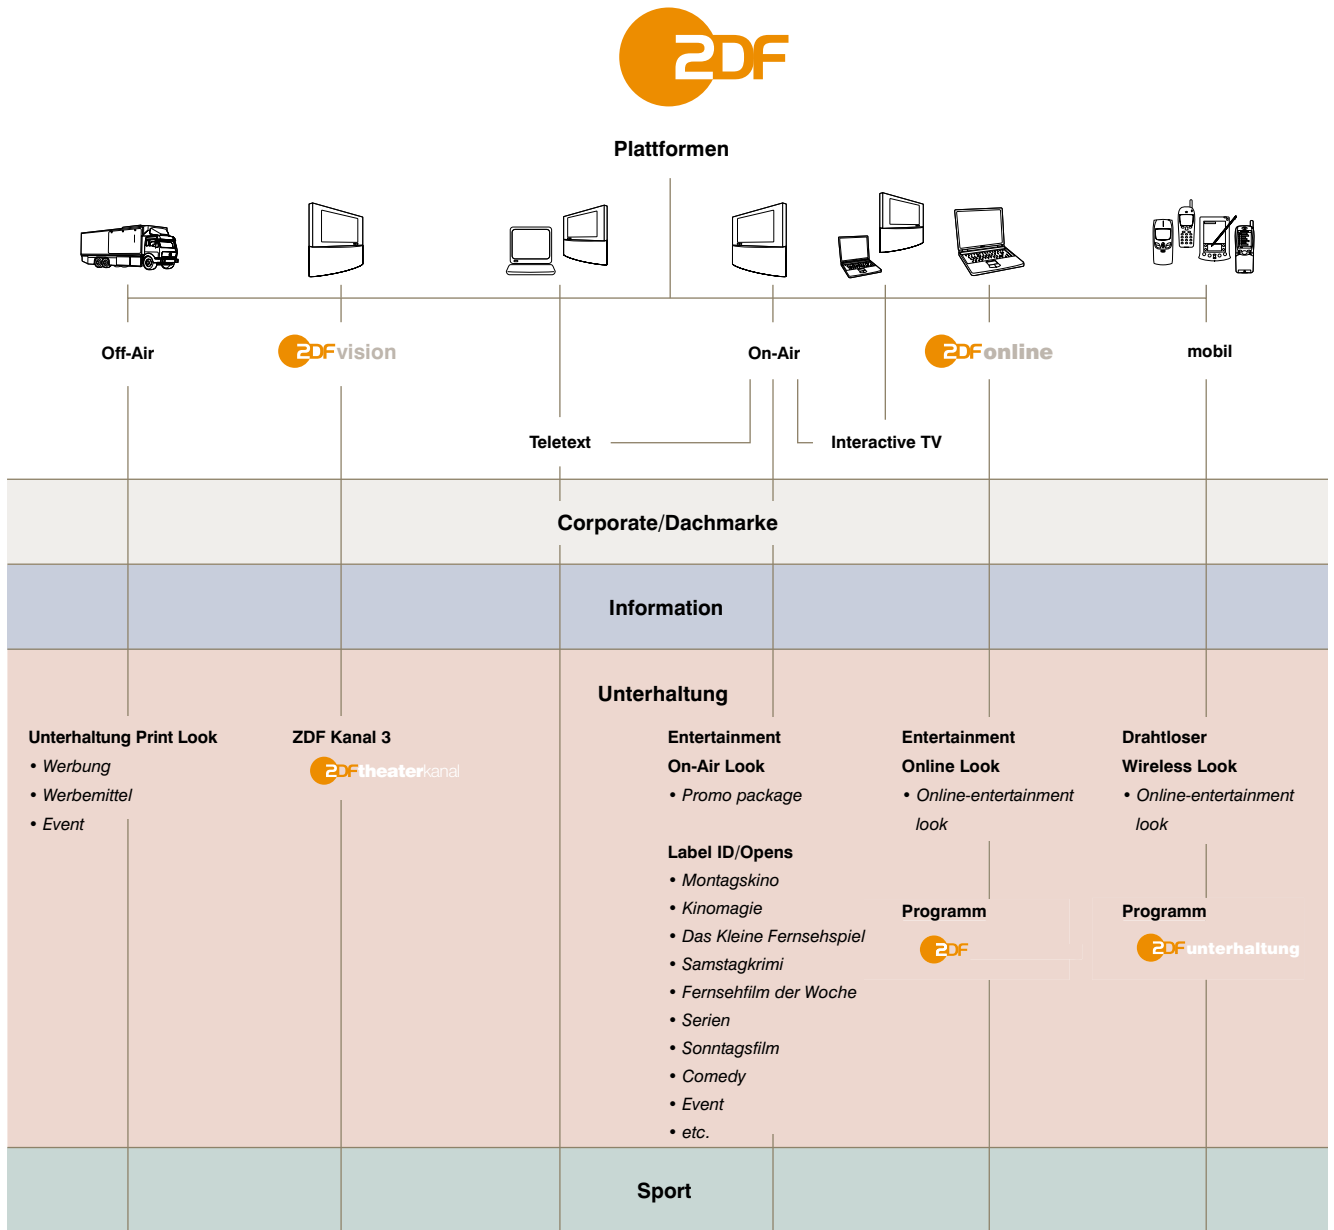 ZDF
Plattformen
Off-Air
ZDFvision
On-Air
ZDFonline
mobil
Teletext
Interactive TV
Corporate/Dachmarke
Information
Unterhaltung
Unterhaltung Print Look
• Werbung
• Werbemittel
• Event
ZDF Kanal 3
ZDFtheaterkanal
Entertainment
On-Air Look
• Promo package
Label ID/Opens
• Montagskino
• Kinomagie
• Das Kleine Fernsehspiel
• Samstagkrimi
• Fernsehfilm der Woche
• Serien
• Sonntagsfilm
• Comedy
• Event
• etc.
Entertainment
Online Look
• Online-entertainment
look
Programm
ZDF
Drahtloser
Wireless Look
• Online-entertainment
look
Programm
ZDFunterhaltung
Sport